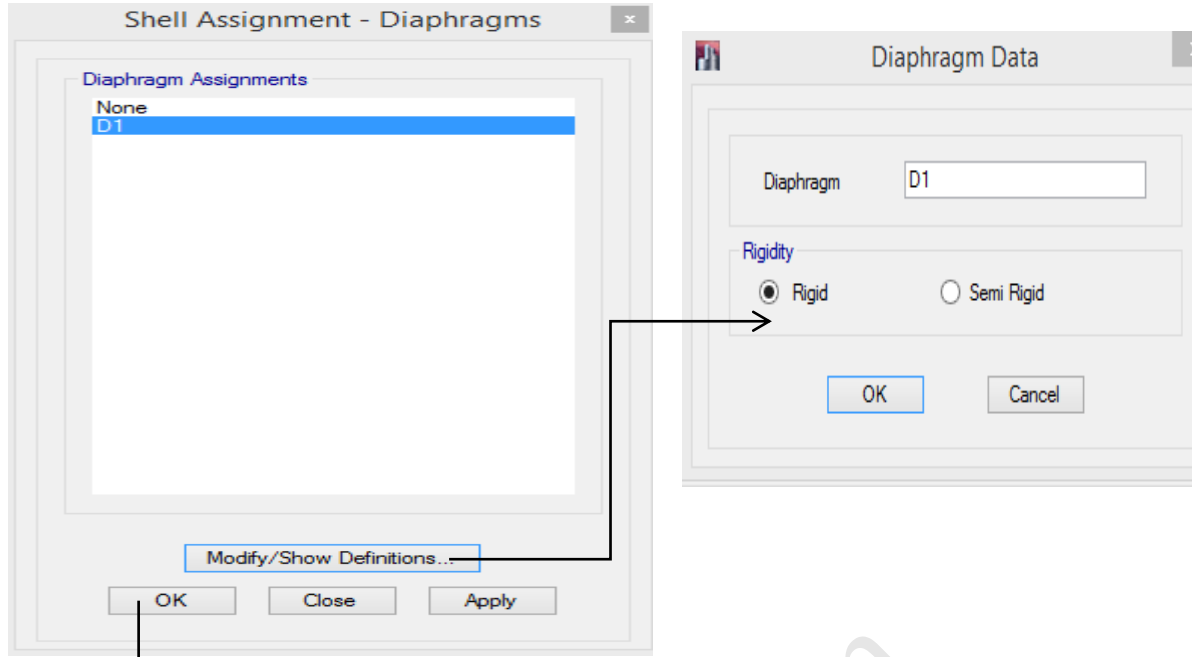 Shell Assignment - Diaphragms
Diaphragm Assignments
None
D1
Modify/Show Definitions...
OK Close Apply
Diaphragm Data
Diaphragm D1
Rigidity
Rigid Semi Rigid
OK Cancel